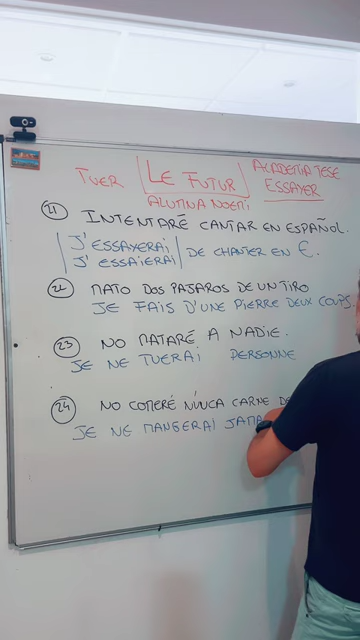 TUER LE FUTUR ACADEMIA TESE
ALUMNA NOEMI ESSAYER
21 INTENTARÉ CANTAR EN ESPAÑOL.
J'ESSAYERAI
J'ESSAIERAI DE CHANTER EN E.
22 MATO DOS PÁJAROS DE UN TIRO
JE FAIS D'UNE PIERRE DEUX COUPS
23 NO MATARÉ A NADIE.
JE NE TUERAI PERSONNE
24 NO COMERÉ NUNCA CARNE DE
JE NE MANGERAI JAMA